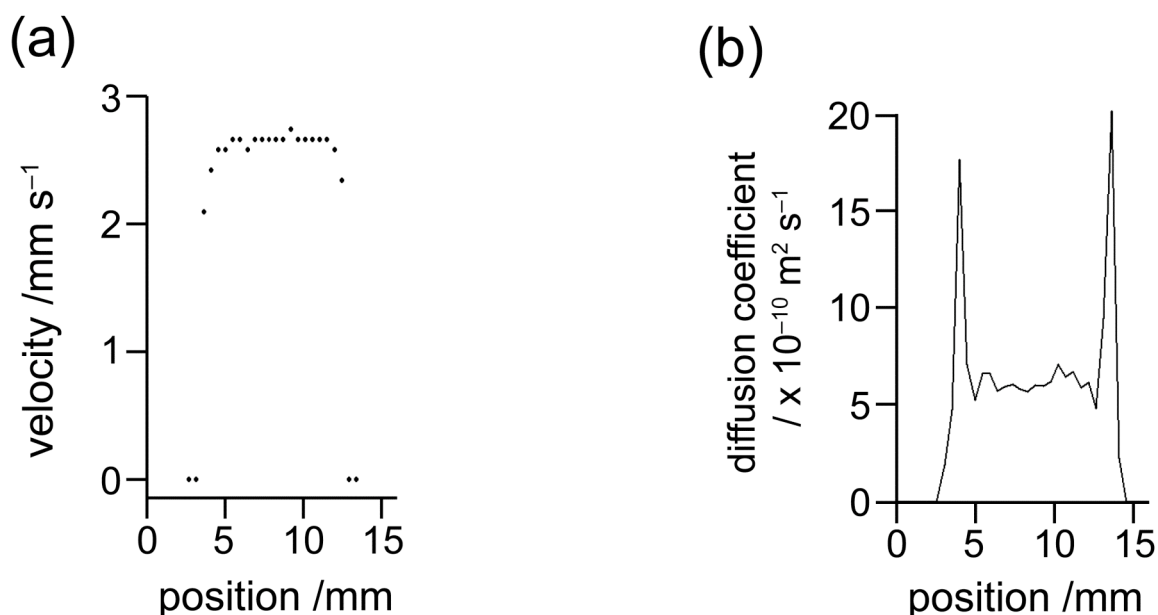 (a)
velocity /mm s⁻¹
3
2
1
0
0 5 10 15
position /mm
(b)
diffusion coefficient
/ x 10⁻¹⁰ m² s⁻¹
20
15
10
5
0
0 5 10 15
position /mm